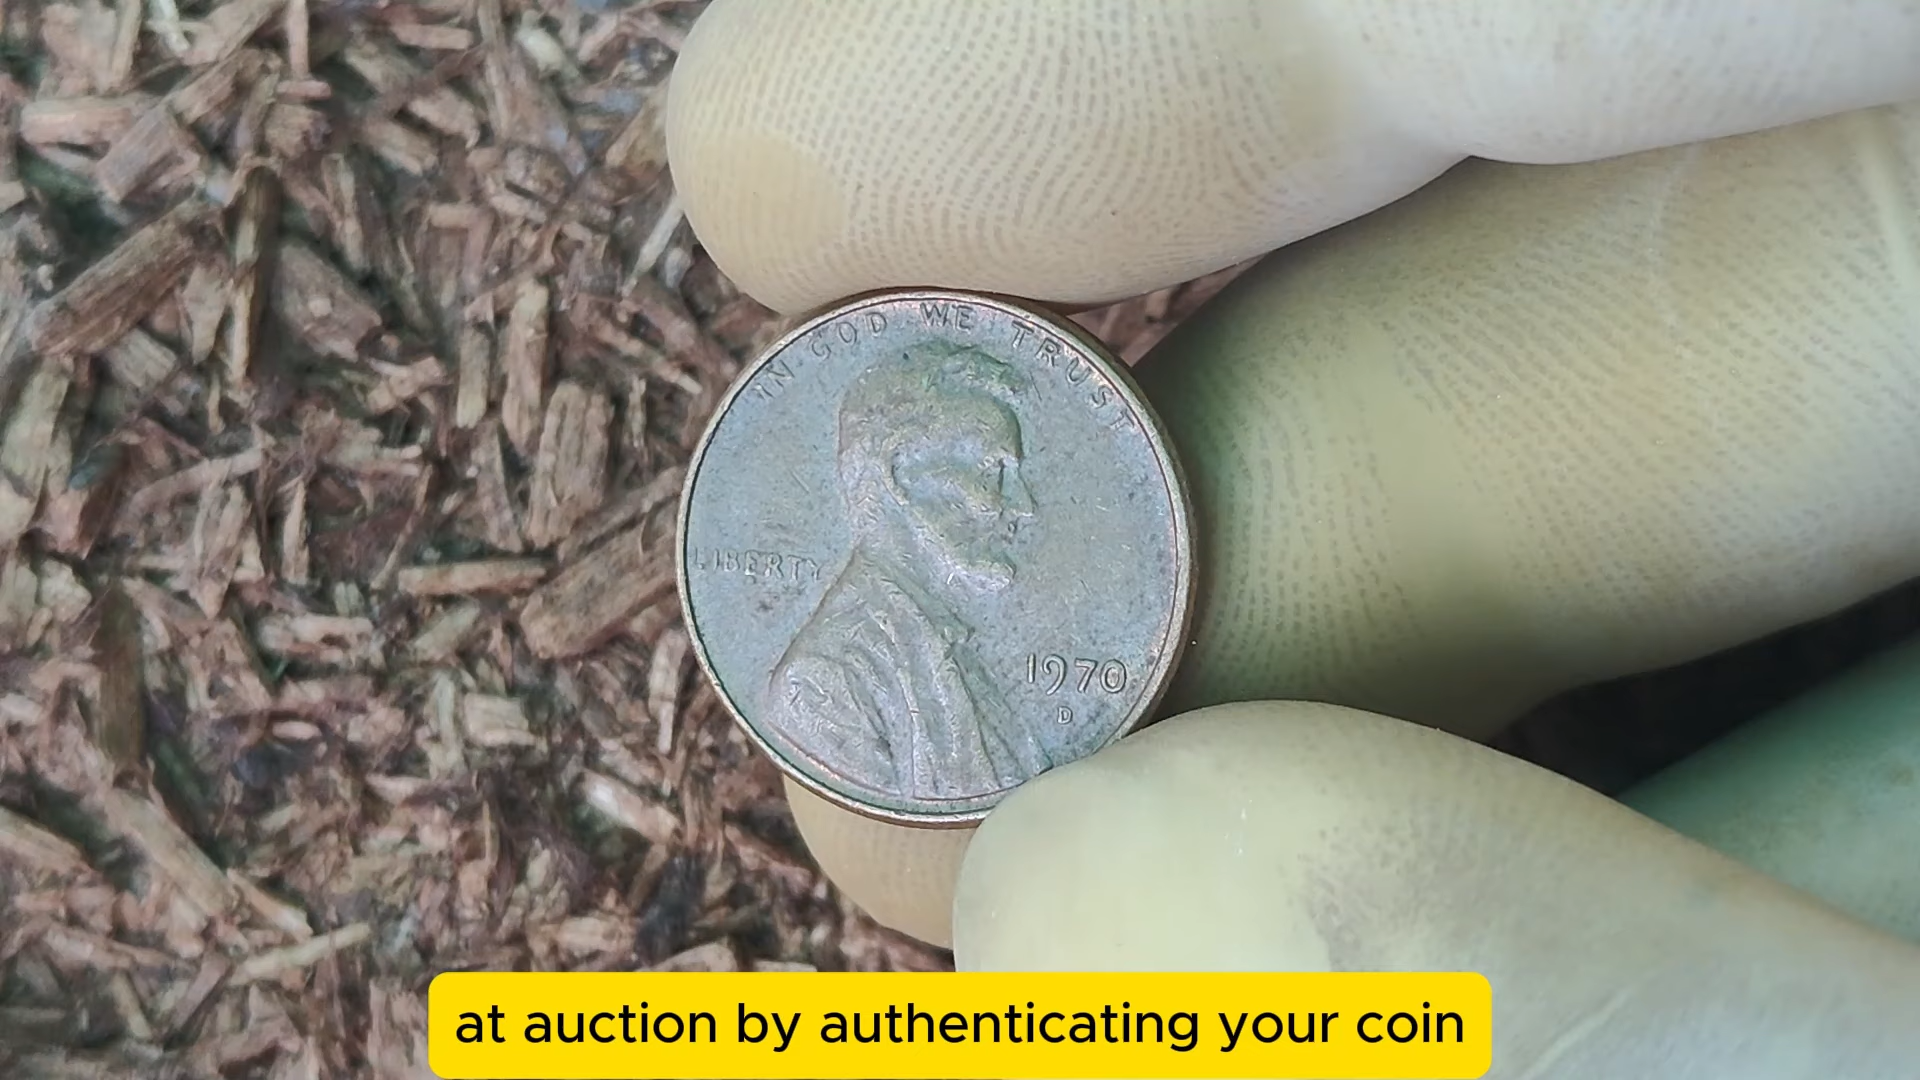 IN GOD WE TRUST
LIBERTY
1970
D
at auction by authenticating your coin